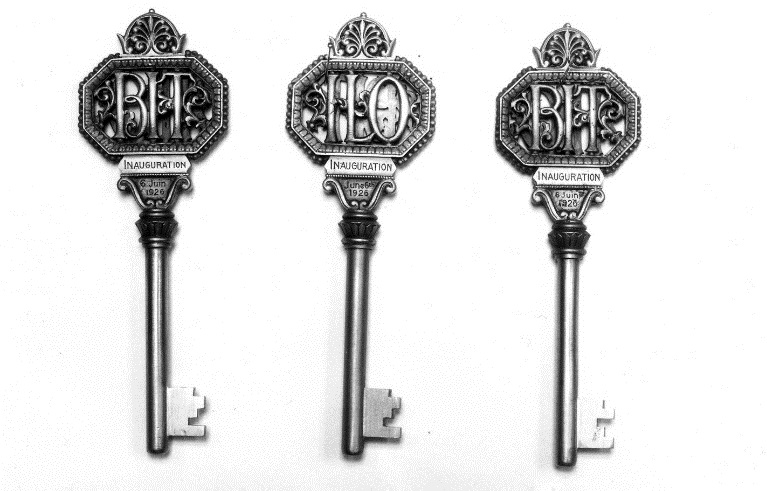 BIT
INAUGURATION
6 Juin
1926
ILO
INAUGURATION
June 6th
1926
BIT
INAUGURATION
6 Juin
1926